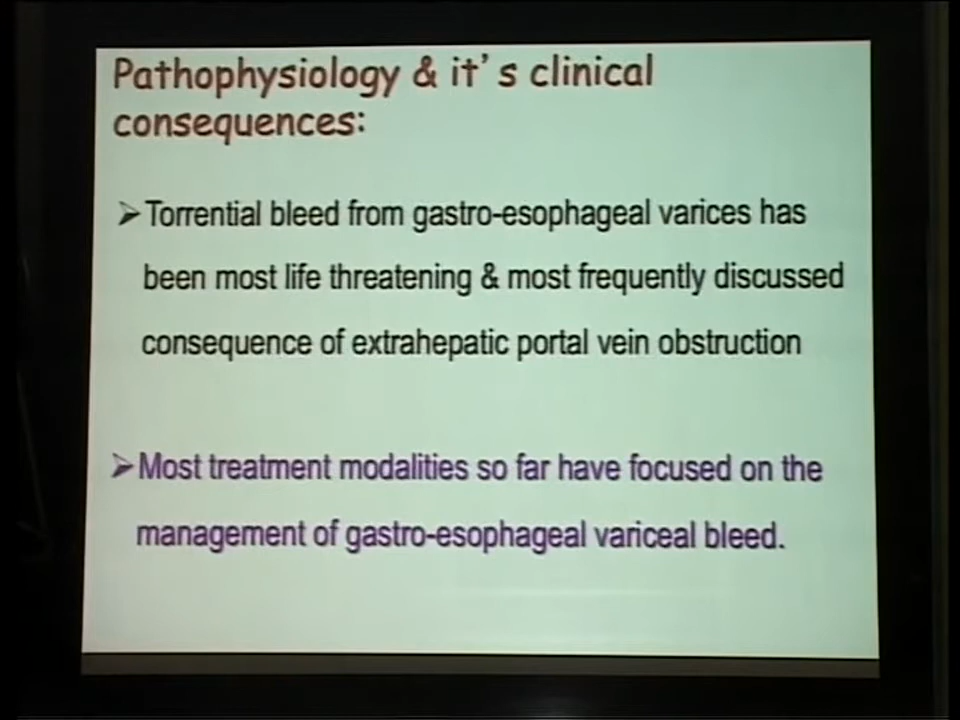 Pathophysiology & it's clinical
consequences:
➢Torrential bleed from gastro-esophageal varices has
been most life threatening & most frequently discussed
consequence of extrahepatic portal vein obstruction
➢Most treatment modalities so far have focused on the
management of gastro-esophageal variceal bleed.